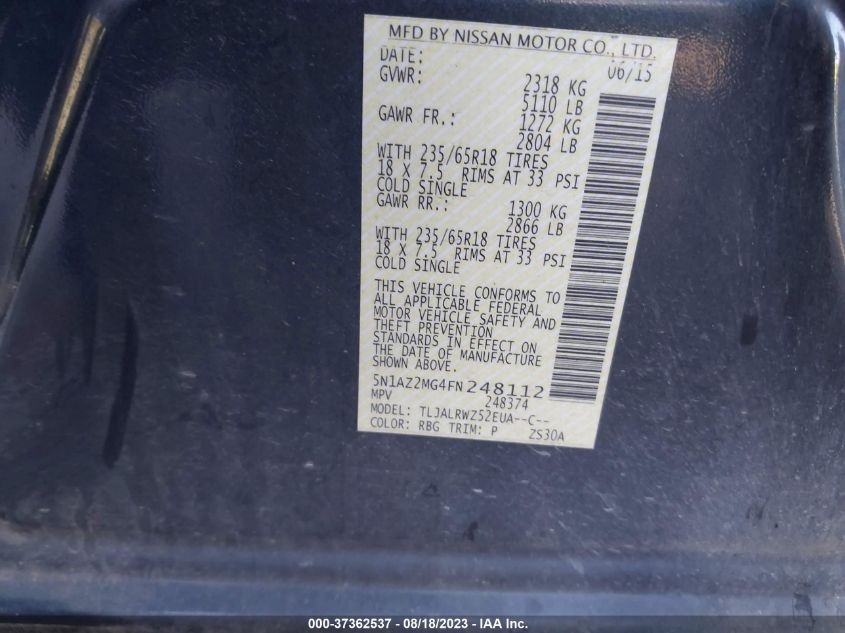 MFD BY NISSAN MOTOR CO., LTD.
DATE: 06/15
GVWR: 2318 KG
5110 LB
GAWR FR.: 1272 KG
2804 LB
WITH 235/65R18 TIRES
18 X 7.5 RIMS AT 33 PSI
COLD SINGLE
GAWR RR.: 1300 KG
2866 LB
WITH 235/65R18 TIRES
18 X 7.5 RIMS AT 33 PSI
COLD SINGLE
THIS VEHICLE CONFORMS TO
ALL APPLICABLE FEDERAL
MOTOR VEHICLE SAFETY AND
THEFT PREVENTION
STANDARDS IN EFFECT ON
THE DATE OF MANUFACTURE
SHOWN ABOVE.
5N1AZ2MG4FN248112
MPV 248374
MODEL: TLJALRWZ52EUA--C--
COLOR: RBG TRIM: P ZS30A
000-37362537 - 08/18/2023 - IAA Inc.